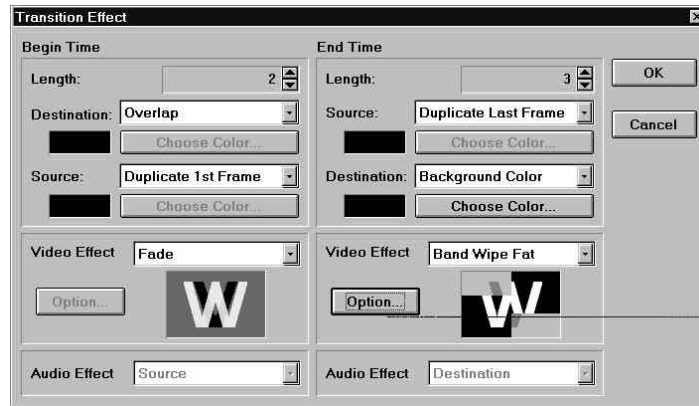 Transition Effect
Begin Time
Length: 2
Destination: Overlap
Choose Color...
Source: Duplicate 1st Frame
Choose Color...
Video Effect Fade
Option...
W
Audio Effect Source
End Time
Length: 3
Source: Duplicate Last Frame
Choose Color...
Destination: Background Color
Choose Color...
Video Effect Band Wipe Fat
Option...
W
Audio Effect Destination
OK
Cancel